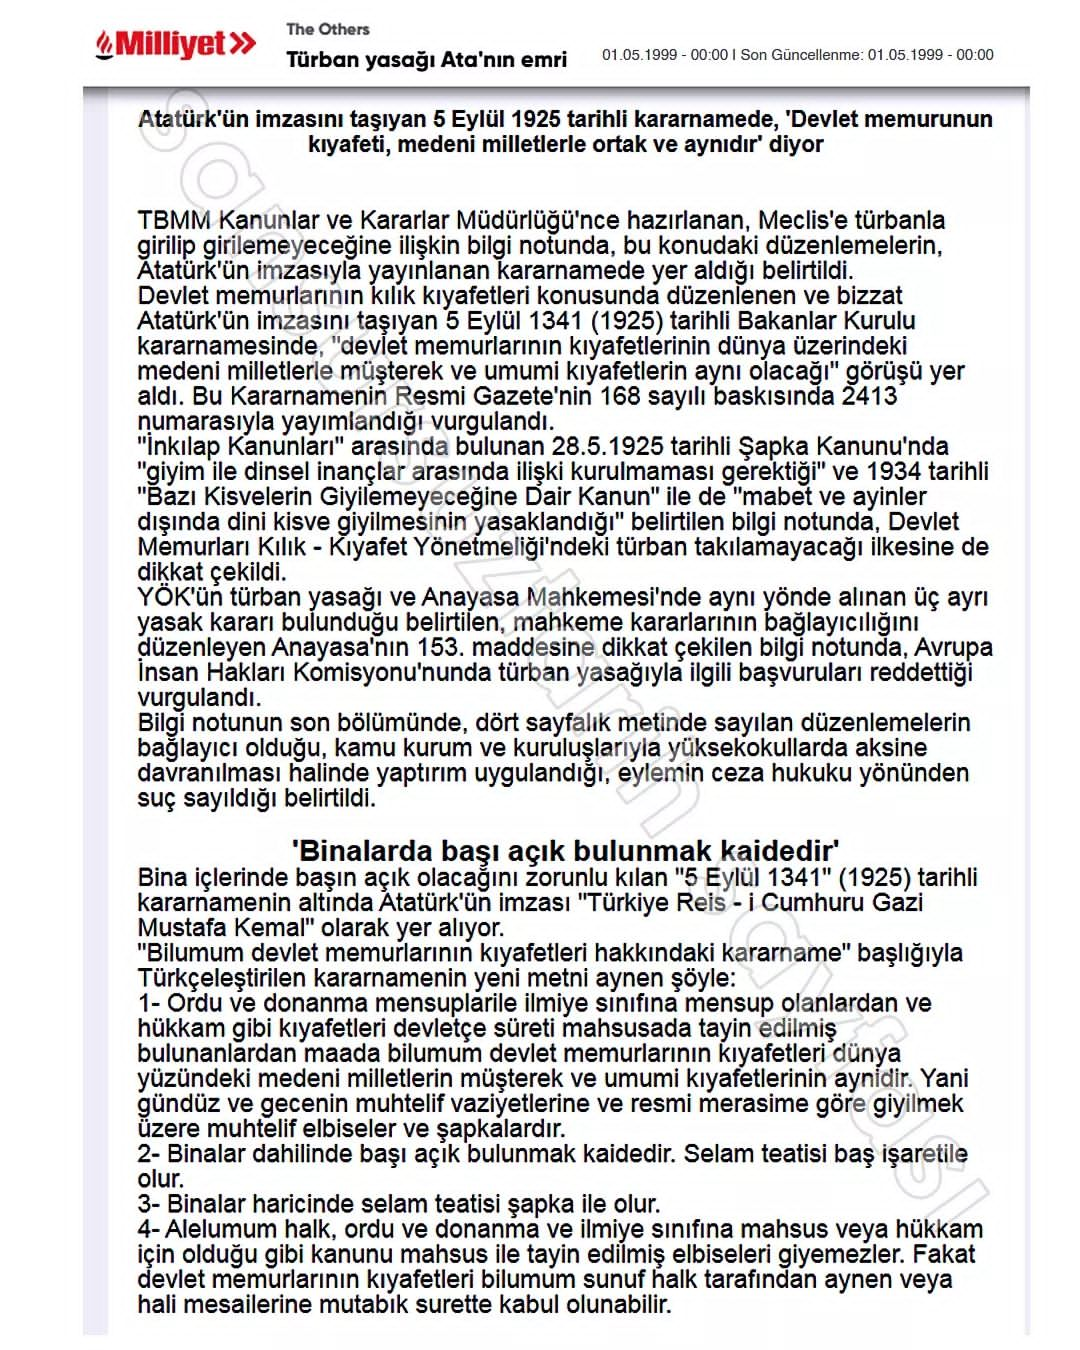 Milliyet
The Others
Türban yasağı Ata'nın emri
01.05.1999 - 00:00 | Son Güncellenme: 01.05.1999 - 00:00
Atatürk'ün imzasını taşıyan 5 Eylül 1925 tarihli kararnamede, 'Devlet memurunun
kıyafeti, medeni milletlerle ortak ve aynıdır' diyor
TBMM Kanunlar ve Kararlar Müdürlüğü'nce hazırlanan, Meclis'e türbanla
girilip girilemeyeceğine ilişkin bilgi notunda, bu konudaki düzenlemelerin,
Atatürk'ün imzasıyla yayınlanan kararnamede yer aldığı belirtildi.
Devlet memurlarının kılık kıyafetleri konusunda düzenlenen ve bizzat
Atatürk'ün imzasını taşıyan 5 Eylül 1341 (1925) tarihli Bakanlar Kurulu
kararnamesinde, "devlet memurlarının kıyafetlerinin dünya üzerindeki
medeni milletlerle müşterek ve umumi kıyafetlerin aynı olacağı" görüşü yer
aldı. Bu Kararnamenin Resmi Gazete'nin 168 sayılı baskısında 2413
numarasıyla yayımlandığı vurgulandı.
"İnkılap Kanunları" arasında bulunan 28.5.1925 tarihli Şapka Kanunu'nda
"giyim ile dinsel inançlar arasında ilişki kurulmaması gerektiği" ve 1934 tarihli
"Bazı Kisvelerin Giyilemeyeceğine Dair Kanun" ile de "mabet ve ayinler
dışında dini kisve giyilmesinin yasaklandığı" belirtilen bilgi notunda, Devlet
Memurları Kılık - Kıyafet Yönetmeliği'ndeki türban takılamayacağı ilkesine de
dikkat çekildi.
YÖK'ün türban yasağı ve Anayasa Mahkemesi'nde aynı yönde alınan üç ayrı
yasak kararı bulunduğu belirtilen, mahkeme kararlarının bağlayıcılığını
düzenleyen Anayasa'nın 153. maddesine dikkat çekilen bilgi notunda, Avrupa
İnsan Hakları Komisyonu'nunda türban yasağıyla ilgili başvuruları reddettiği
vurgulandı.
Bilgi notunun son bölümünde, dört sayfalık metinde sayılan düzenlemelerin
bağlayıcı olduğu, kamu kurum ve kuruluşlarıyla yüksekokullarda aksine
davranılması halinde yaptırım uygulandığı, eylemin ceza hukuku yönünden
suç sayıldığı belirtildi.
'Binalarda başı açık bulunmak kaidedir'
Bina içlerinde başın açık olacağını zorunlu kılan "5 Eylül 1341" (1925) tarihli
kararnamenin altında Atatürk'ün imzası "Türkiye Reis - i Cumhuru Gazi
Mustafa Kemal" olarak yer alıyor.
"Bilumum devlet memurlarının kıyafetleri hakkındaki kararname" başlığıyla
Türkçeleştirilen kararnamenin yeni metni aynen şöyle:
1- Ordu ve donanma mensuplarile ilmiye sınıfına mensup olanlardan ve
hükkam gibi kıyafetleri devletçe süreti mahsusada tayin edilmiş
bulunanlardan maada bilumum devlet memurlarının kıyafetleri dünya
yüzündeki medeni milletlerin müşterek ve umumi kıyafetlerinin aynidir. Yani
gündüz ve gecenin muhtelif vaziyetlerine ve resmi merasime göre giyilmek
üzere muhtelif elbiseler ve şapkalardır.
2- Binalar dahilinde başı açık bulunmak kaidedir. Selam teatisi baş işaretile
olur.
3- Binalar haricinde selam teatisi şapka ile olur.
4- Alelumum halk, ordu ve donanma ve ilmiye sınıfına mahsus veya hükkam
için olduğu gibi kanunu mahsus ile tayin edilmiş elbiseleri giyemezler. Fakat
devlet memurlarının kıyafetleri bilumum sunuf halk tarafından aynen veya
hali mesailerine mutabık surette kabul olunabilir.
sansursuztarih sayfasi